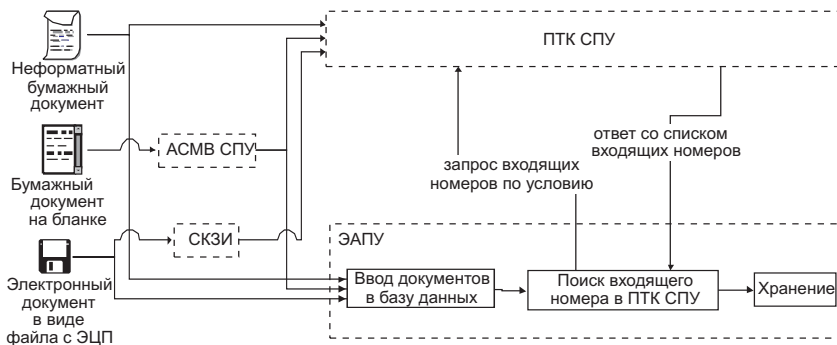 Неформатный
бумажный
документ
ПТК СПУ
АСМВ СПУ
Бумажный
документ
на бланке
запрос входящих
номеров по условию
ответ со списком
входящих номеров
СКЗИ
ЭАПУ
Электронный
документ
в виде
файла с ЭЦП
Ввод документов
в базу данных
Поиск входящего
номера в ПТК СПУ
Хранение